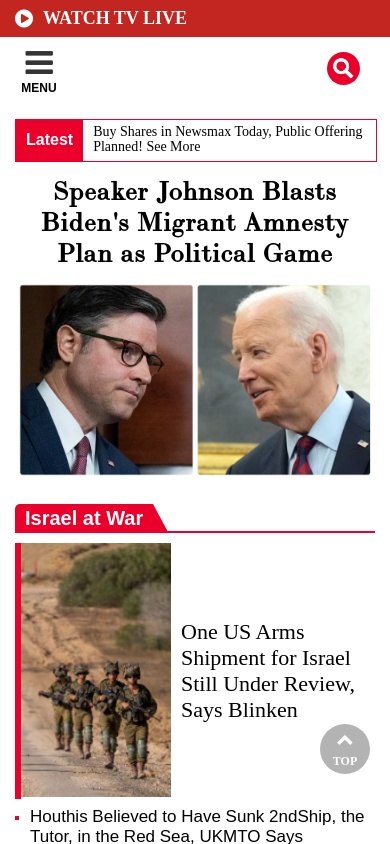 WATCH TV LIVE
MENU
Latest
Buy Shares in Newsmax Today, Public Offering
Planned! See More
Speaker Johnson Blasts
Biden's Migrant Amnesty
Plan as Political Game
Israel at War
One US Arms
Shipment for Israel
Still Under Review,
Says Blinken
TOP
Houthis Believed to Have Sunk 2ndShip, the
Tutor, in the Red Sea, UKMTO Says